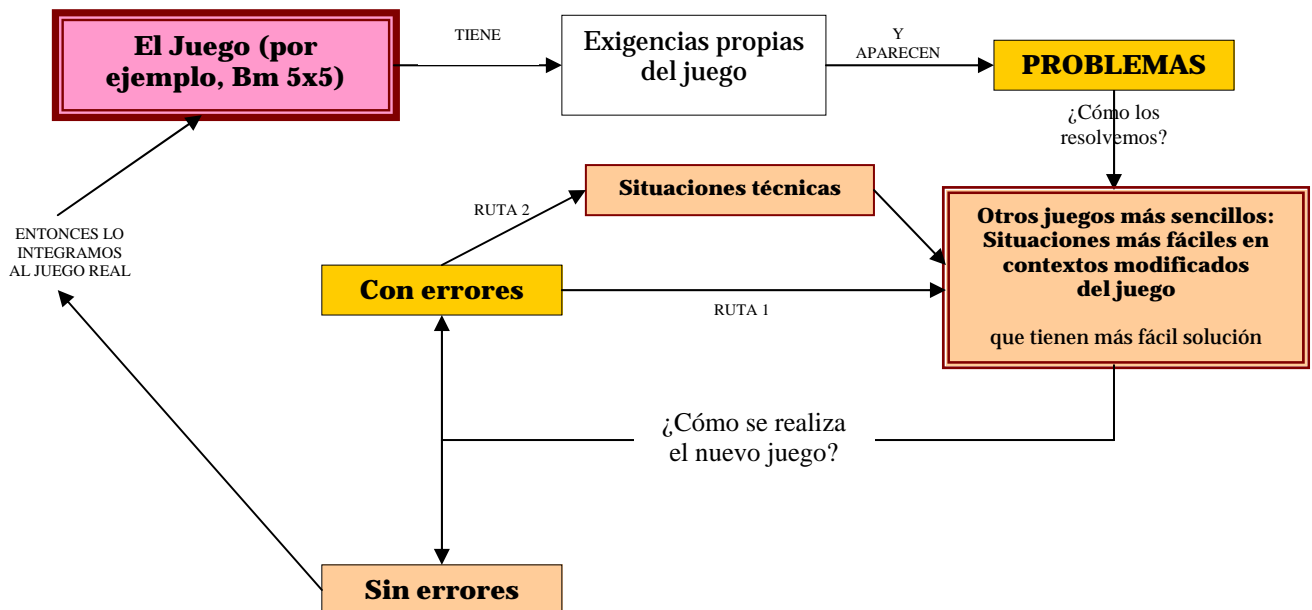 El Juego (por
ejemplo, Bm 5x5)
TIENE
Exigencias propias
del juego
Y
APARECEN
PROBLEMAS
¿Cómo los
resolvemos?
Situaciones técnicas
RUTA 2
Otros juegos más sencillos:
Situaciones más fáciles en
contextos modificados
del juego
que tienen más fácil solución
ENTONCES LO
INTEGRAMOS
AL JUEGO REAL
Con errores
RUTA 1
¿Cómo se realiza
el nuevo juego?
Sin errores